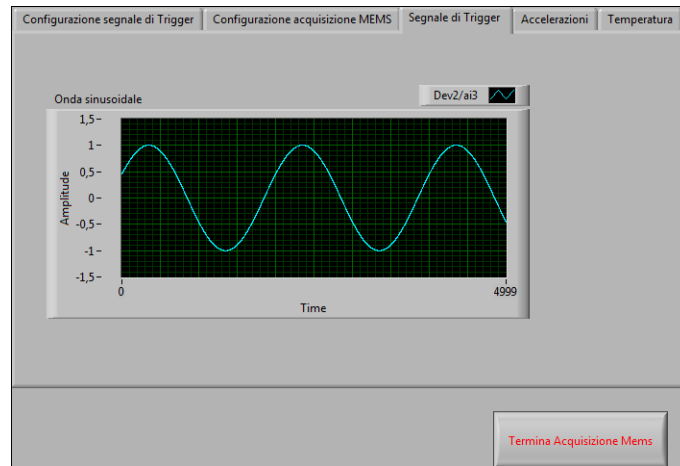 Configurazione segnale di Trigger
Configurazione acquisizione MEMS
Segnale di Trigger
Accelerazioni
Temperatura
Onda sinusoidale
Dev2/ai3
1,5
1
0,5
0
-0,5
-1
-1,5
Amplitude
0
4999
Time
Termina Acquisizione Mems